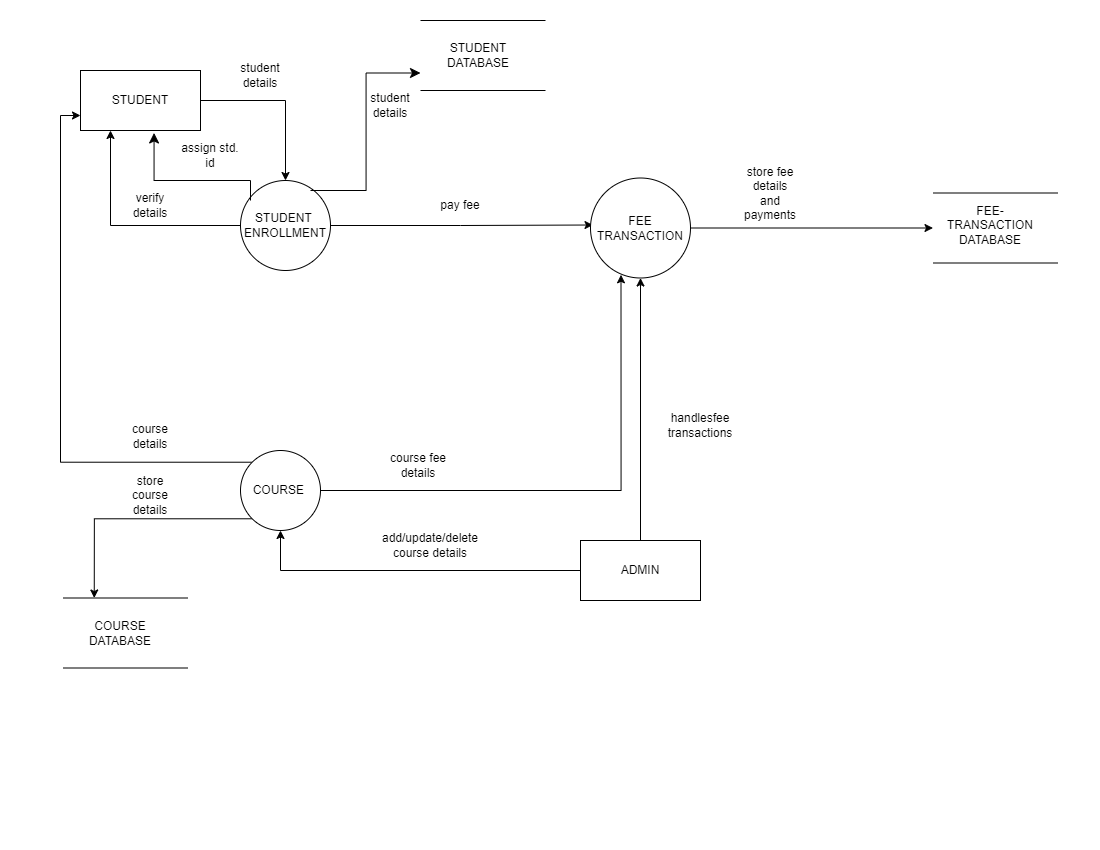 STUDENT
DATABASE
student
details
STUDENT
student
details
assign std.
id
verify
details
STUDENT
ENROLLMENT
pay fee
FEE
TRANSACTION
store fee
details
and
payments
FEE-
TRANSACTION
DATABASE
handlesfee
transactions
course
details
course fee
details
store
course
details
COURSE
add/update/delete
course details
ADMIN
COURSE
DATABASE